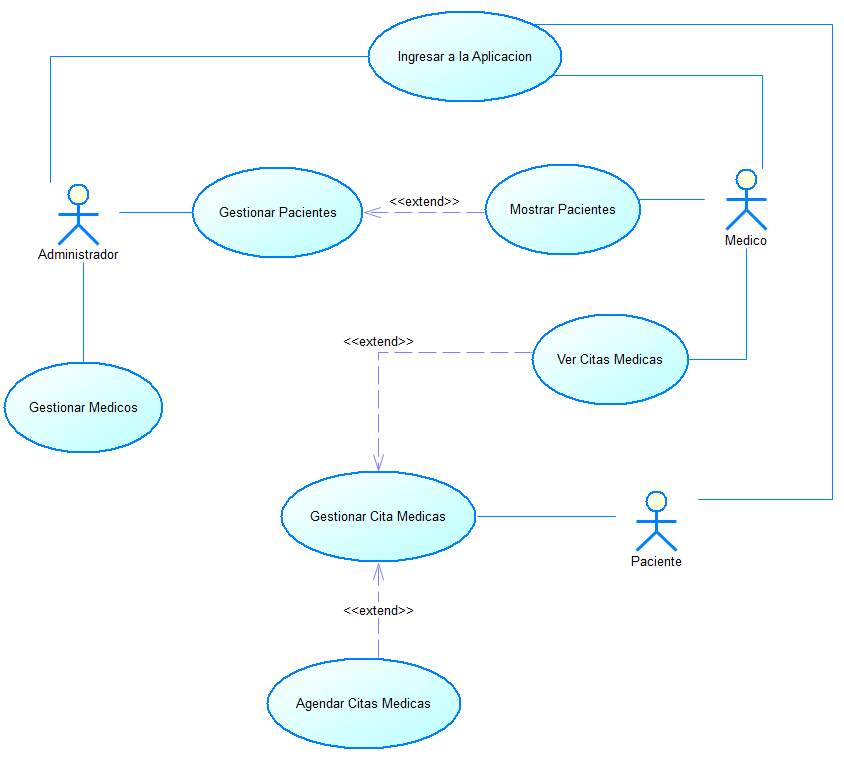 Ingresar a la Aplicacion
<<extend>>
Gestionar Pacientes
Mostrar Pacientes
Medico
Administrador
<<extend>>
Ver Citas Medicas
Gestionar Medicos
Gestionar Cita Medicas
Paciente
<<extend>>
Agendar Citas Medicas